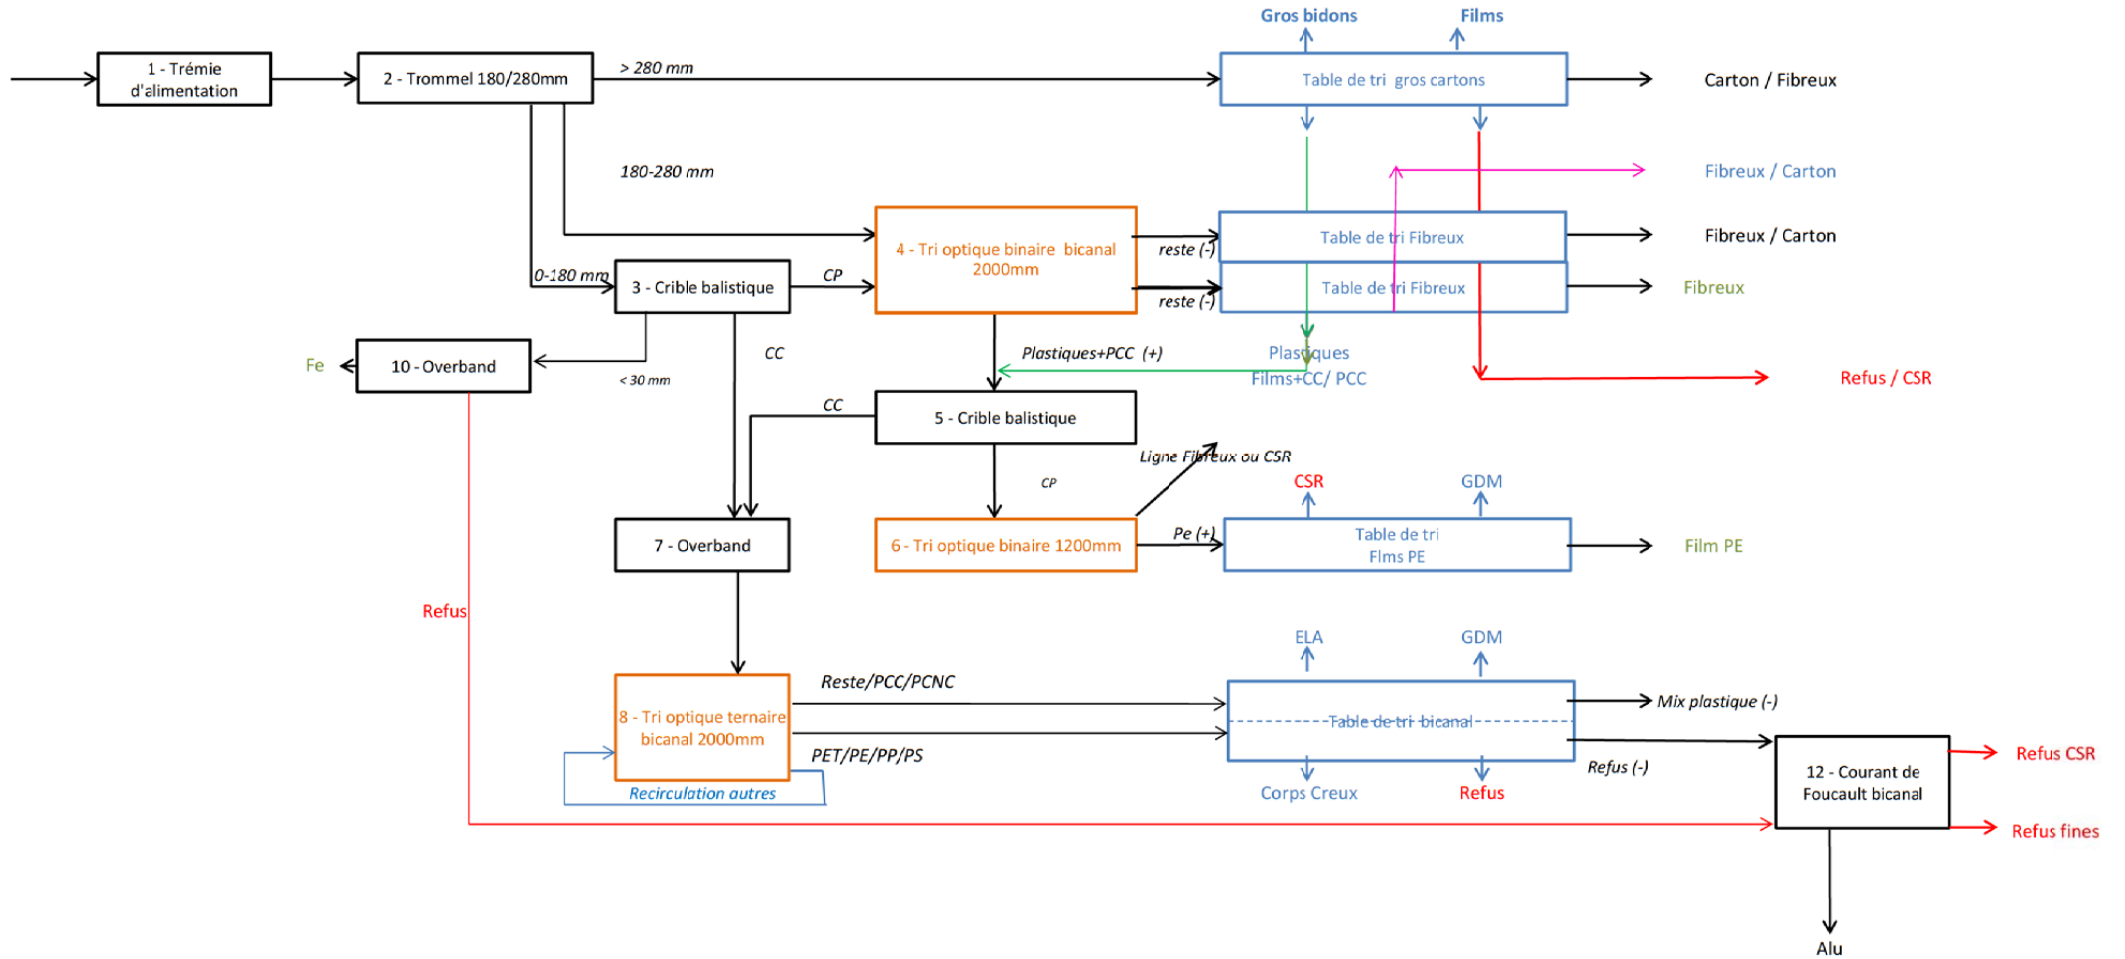 Gros bidons
Films
1 - Trémie
d'alimentation
2 - Trommel 180/280mm
> 280 mm
Table de tri gros cartons
Carton / Fibreux
180-280 mm
Fibreux / Carton
4 - Tri optique binaire bicanal
2000mm
reste (-)
Table de tri Fibreux
Fibreux / Carton
0-180 mm
3 - Crible balistique
CP
reste (-)
Table de tri Fibreux
Fibreux
Fe
10 - Overband
< 30 mm
CC
Plastiques+PCC (+)
Plastiques
Films+CC/ PCC
Refus / CSR
CC
5 - Crible balistique
Ligne Fibreux ou CSR
CP
CSR
GDM
7 - Overband
6 - Tri optique binaire 1200mm
Pe (+)
Table de tri
Flms PE
Film PE
Refus
ELA
GDM
Reste/PCC/PCNC
8 - Tri optique ternaire
bicanal 2000mm
Table de tri bicanal
Mix plastique (-)
PET/PE/PP/PS
Refus (-)
Recirculation autres
Corps Creux
Refus
12 - Courant de
Foucault bicanal
Refus CSR
Refus fines
Alu